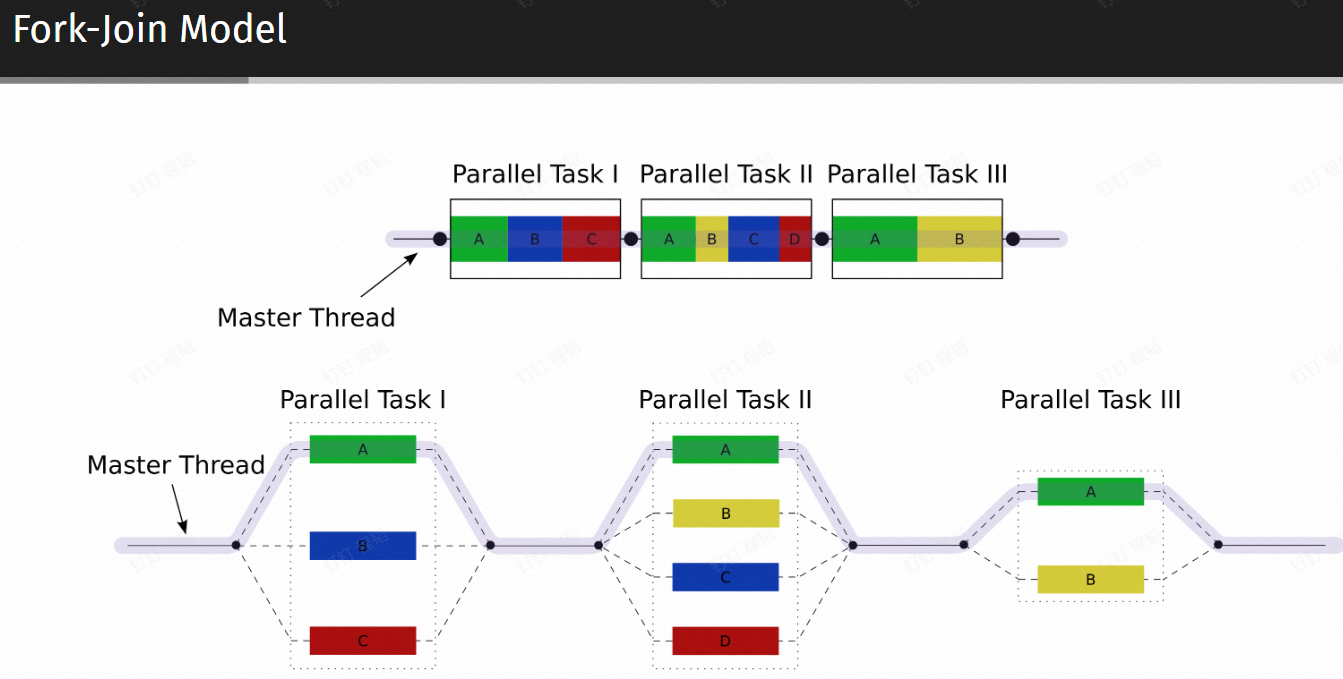 Fork-Join Model
Parallel Task I
Parallel Task II
Parallel Task III
A
B
C
A
B
C
D
A
B
Master Thread
Parallel Task I
Parallel Task II
Parallel Task III
Master Thread
A
B
C
A
B
C
D
A
B